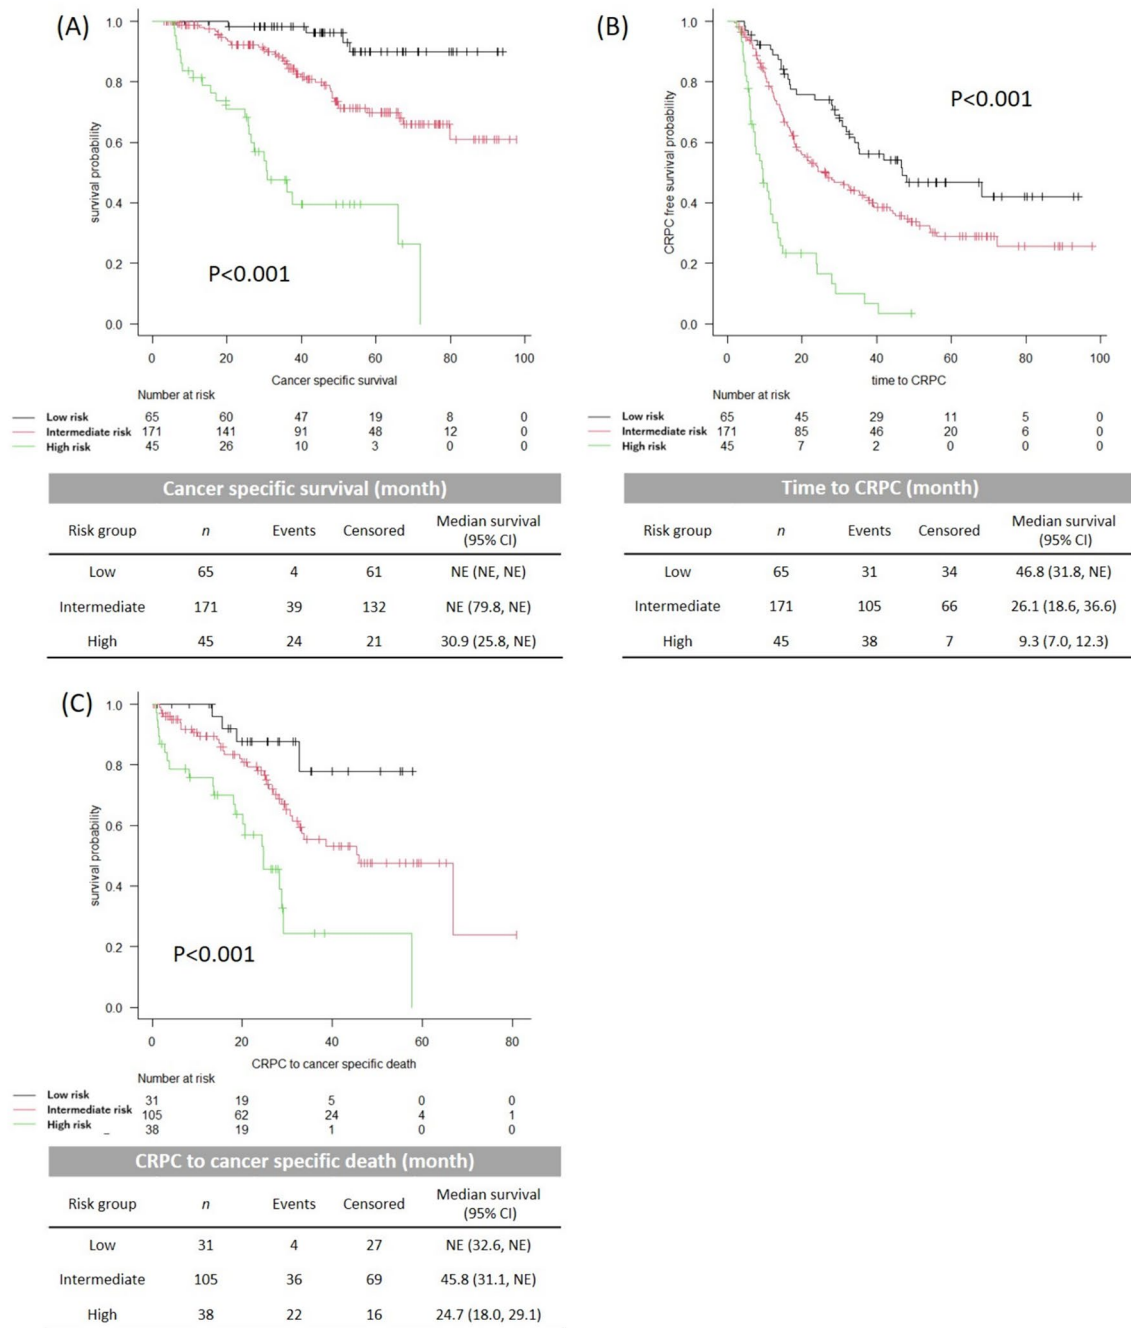 (A)
1.0
0.8
0.6
0.4
0.2
0.0
survival probability
P<0.001
0 20 40 60 80 100
Cancer specific survival
Number at risk
Low risk 65 60 47 19 8 0
Intermediate risk 171 141 91 48 12 0
High risk 45 26 10 3 0 0
Cancer specific survival (month)
Risk group n Events Censored Median survival
(95% CI)
Low 65 4 61 NE (NE, NE)
Intermediate 171 39 132 NE (79.8, NE)
High 45 24 21 30.9 (25.8, NE)
(B)
1.0
0.8
0.6
0.4
0.2
0.0
CRPC free survival probability
P<0.001
0 20 40 60 80 100
time to CRPC
Number at risk
Low risk 65 45 29 11 5 0
Intermediate risk 171 85 46 20 6 0
High risk 45 7 2 0 0 0
Time to CRPC (month)
Risk group n Events Censored Median survival
(95% CI)
Low 65 31 34 46.8 (31.8, NE)
Intermediate 171 105 66 26.1 (18.6, 36.6)
High 45 38 7 9.3 (7.0, 12.3)
(C)
1.0
0.8
0.6
0.4
0.2
0.0
survival probability
P<0.001
0 20 40 60 80
CRPC to cancer specific death
Number at risk
Low risk 31 19 5 0 0
Intermediate risk 105 62 24 4 1
High risk 38 19 1 0 0
CRPC to cancer specific death (month)
Risk group n Events Censored Median survival
(95% CI)
Low 31 4 27 NE (32.6, NE)
Intermediate 105 36 69 45.8 (31.1, NE)
High 38 22 16 24.7 (18.0, 29.1)